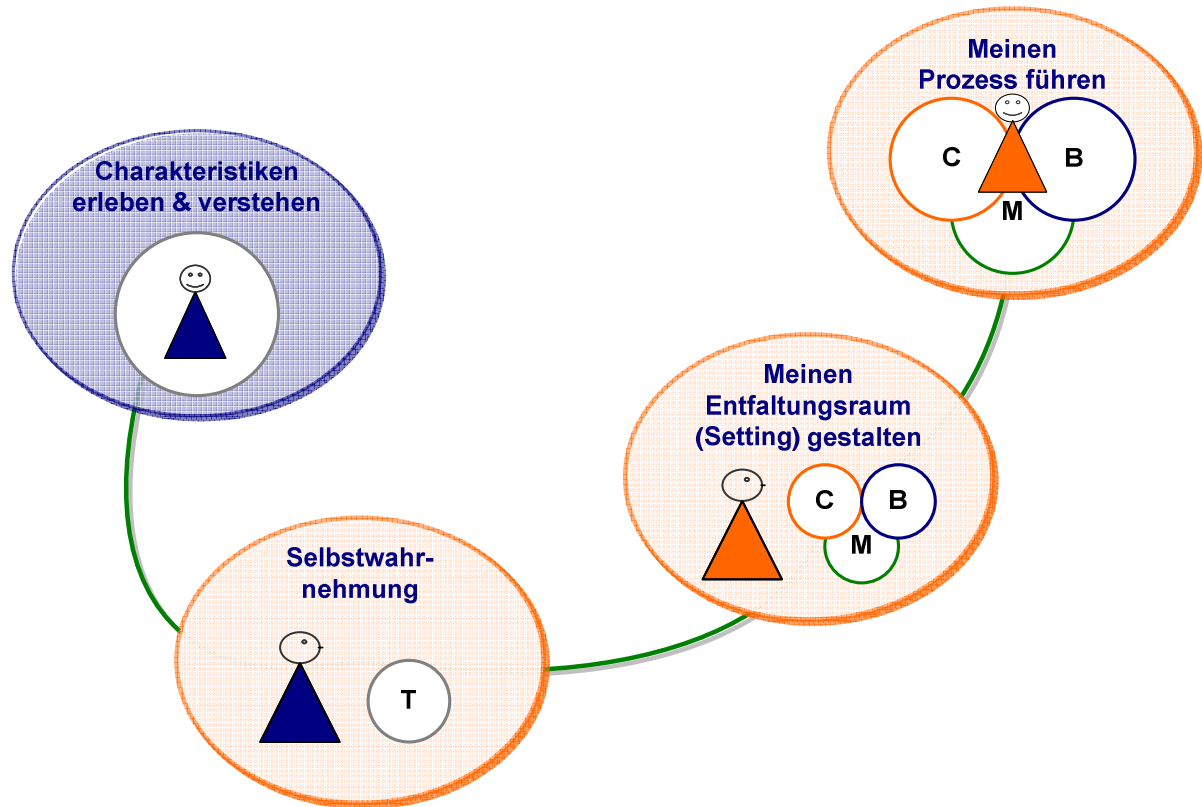 Charakteristiken
erleben & verstehen
Selbstwahr-
nehmung
T
Meinen
Entfaltungsraum
(Setting) gestalten
C
B
M
Meinen
Prozess führen
C
B
M